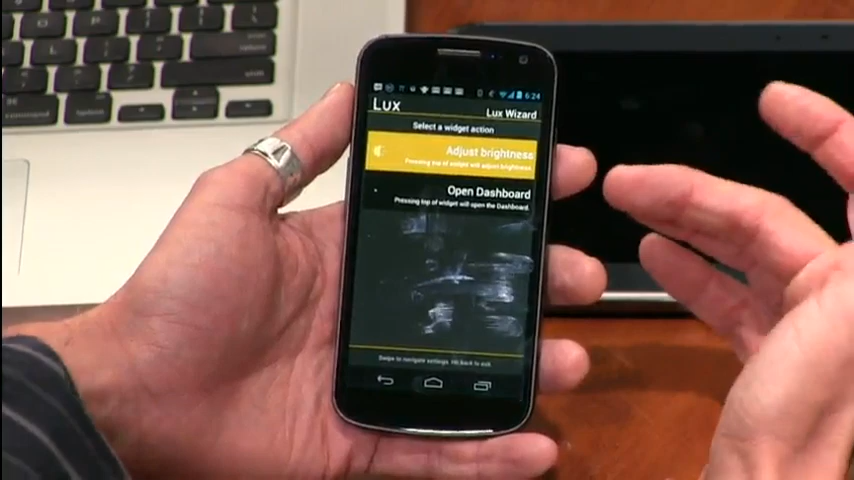 6:24
Lux
Lux Wizard
Select a widget action
Adjust brightness
Pressing top of widget will adjust brightness.
Open Dashboard
Pressing top of widget will open the Dashboard.
Swipe to navigate settings. Hit back to exit.